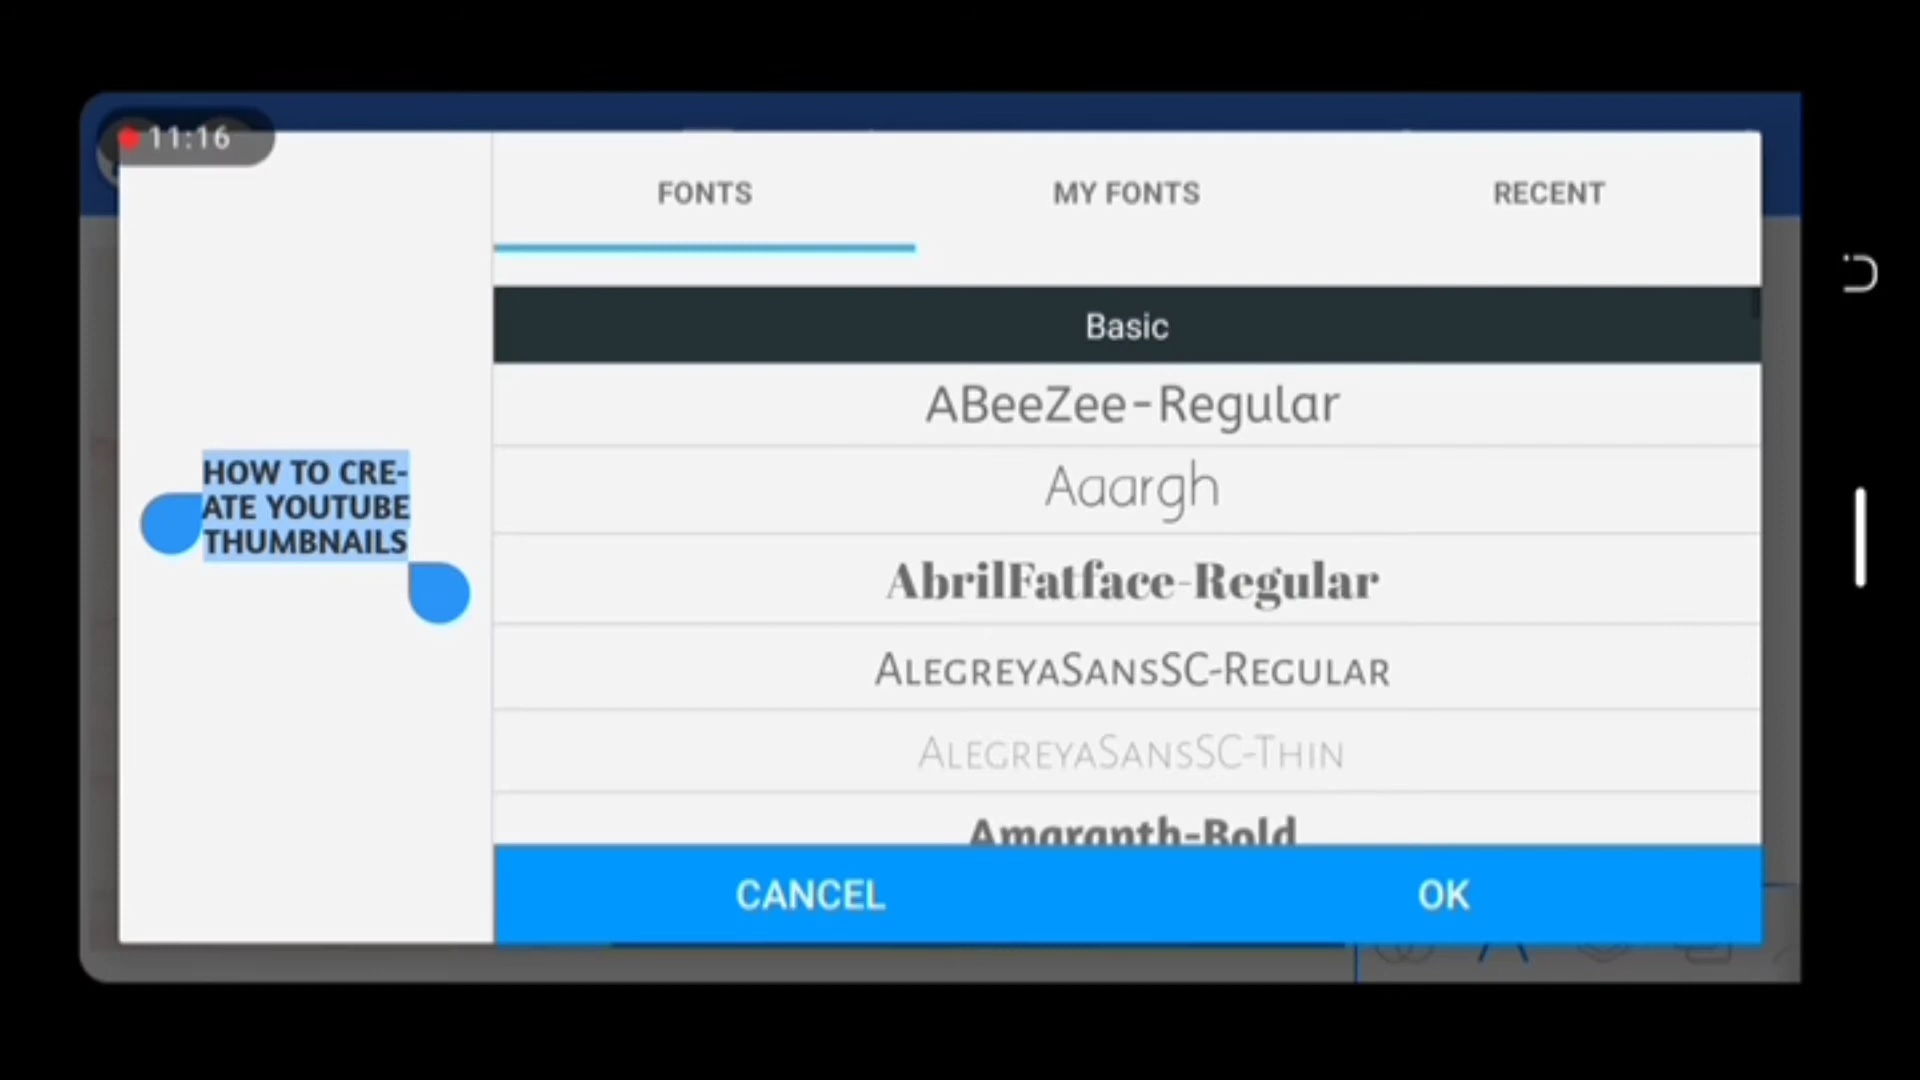 11:16
FONTS
MY FONTS
RECENT
Basic
HOW TO CRE-
ATE YOUTUBE
THUMBNAILS
ABeeZee-Regular
Aaargh
AbrilFatface-Regular
AlegreyaSansSC-Regular
AlegreyaSansSC-Thin
Amaranth-Bold
CANCEL
OK